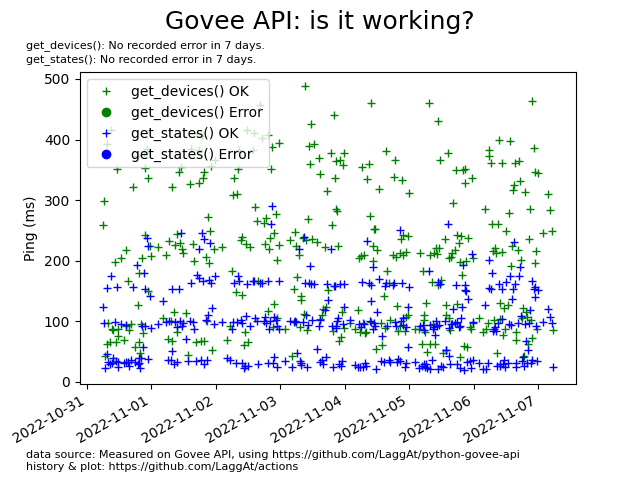 Govee API: is it working?
get_devices(): No recorded error in 7 days.
get_states(): No recorded error in 7 days.
500
400
300
200
100
0
Ping (ms)
get_devices() OK
get_devices() Error
get_states() OK
get_states() Error
2022-10-31
2022-11-01
2022-11-02
2022-11-03
2022-11-04
2022-11-05
2022-11-06
2022-11-07
data source: Measured on Govee API, using https://github.com/LaggAt/python-govee-api
history & plot: https://github.com/LaggAt/actions